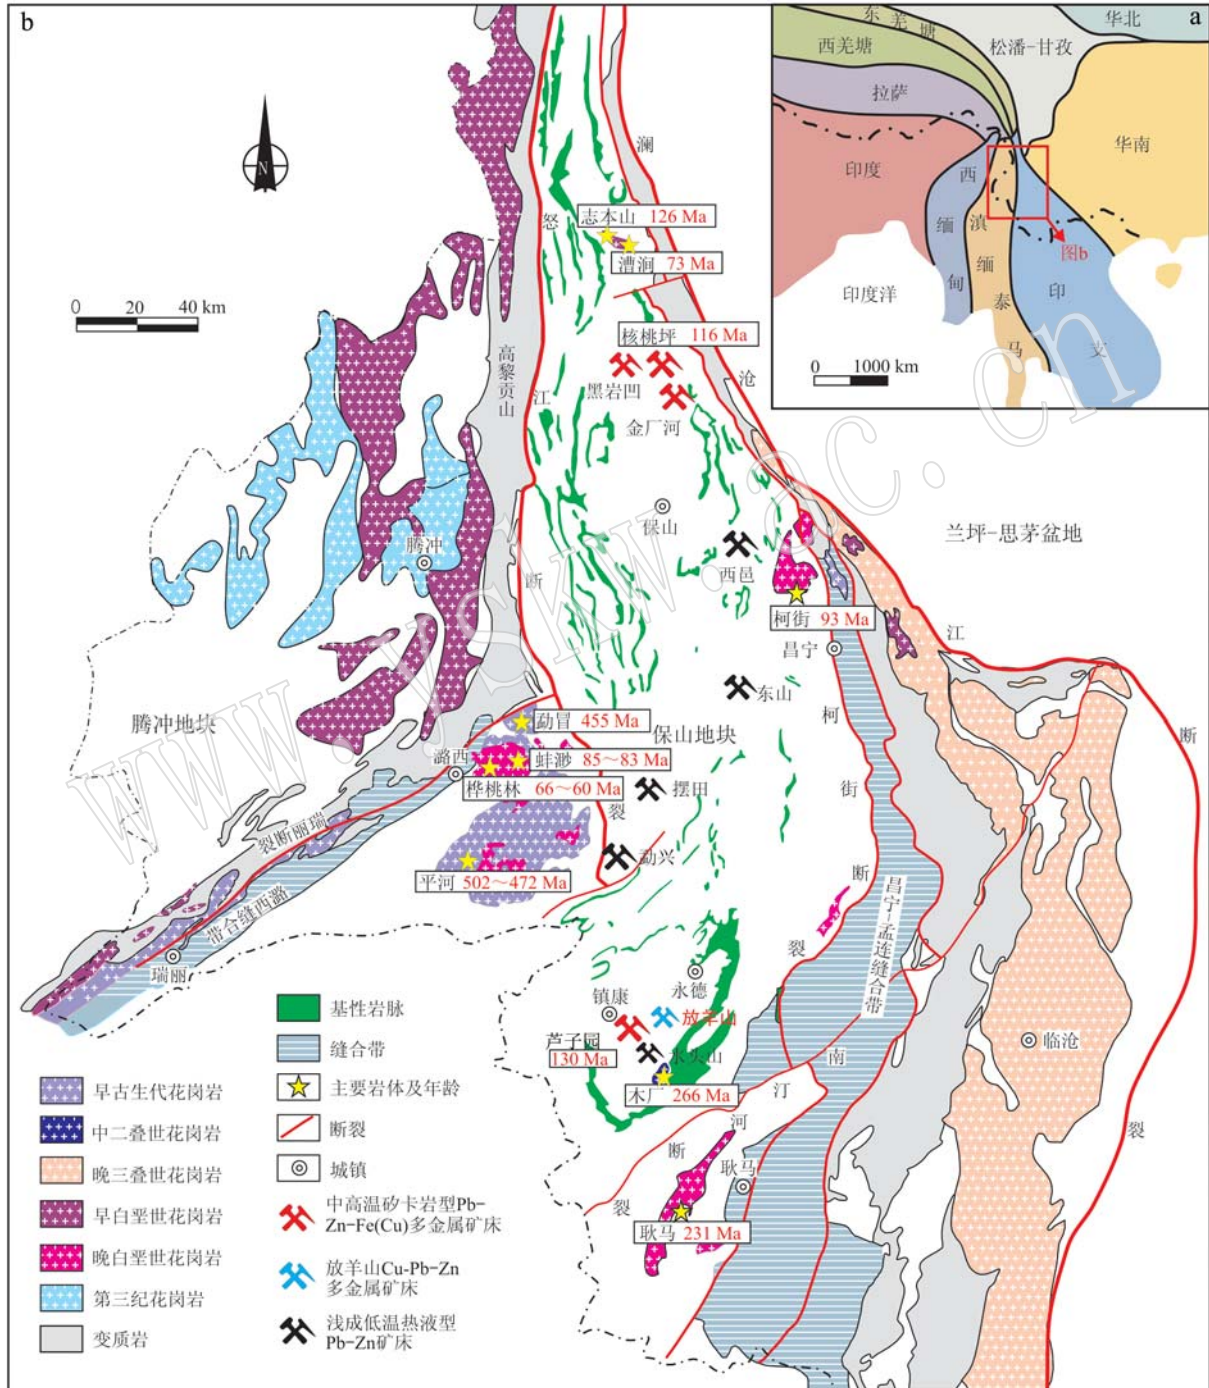 b
a
东羌塘
西羌塘
拉萨
松潘-甘孜
华北
华南
印度
西缅甸
滇缅泰马
印支
图b
印度洋
0 1000 km
N
0 20 40 km
澜
沧
江
断
裂
怒
江
断
裂
高黎贡山
志本山 126 Ma
漕涧 73 Ma
核桃坪 116 Ma
黑岩凹
金厂河
保山
西邑
柯街 93 Ma
昌宁
兰坪-思茅盆地
腾冲
腾冲地块
东山
保山地块
勐冒 455 Ma
蚌渺 85~83 Ma
桦桃林 66~60 Ma
潞西
摆田
勐兴
平河 502~472 Ma
裂断丽瑞
带合缝西潞
瑞丽
柯
街
断
裂
昌宁-孟连缝合带
永德
镇康
放羊山
芦子园
130 Ma
水头山
木厂 266 Ma
南
汀
河
断
裂
耿马
耿马 231 Ma
临沧
基性岩脉
缝合带
主要岩体及年龄
断裂
城镇
中高温矽卡岩型Pb-
Zn-Fe(Cu)多金属矿床
放羊山Cu-Pb-Zn
多金属矿床
浅成低温热液型
Pb-Zn矿床
早古生代花岗岩
中二叠世花岗岩
晚三叠世花岗岩
早白垩世花岗岩
晚白垩世花岗岩
第三纪花岗岩
变质岩
www.yskw.ac.cn